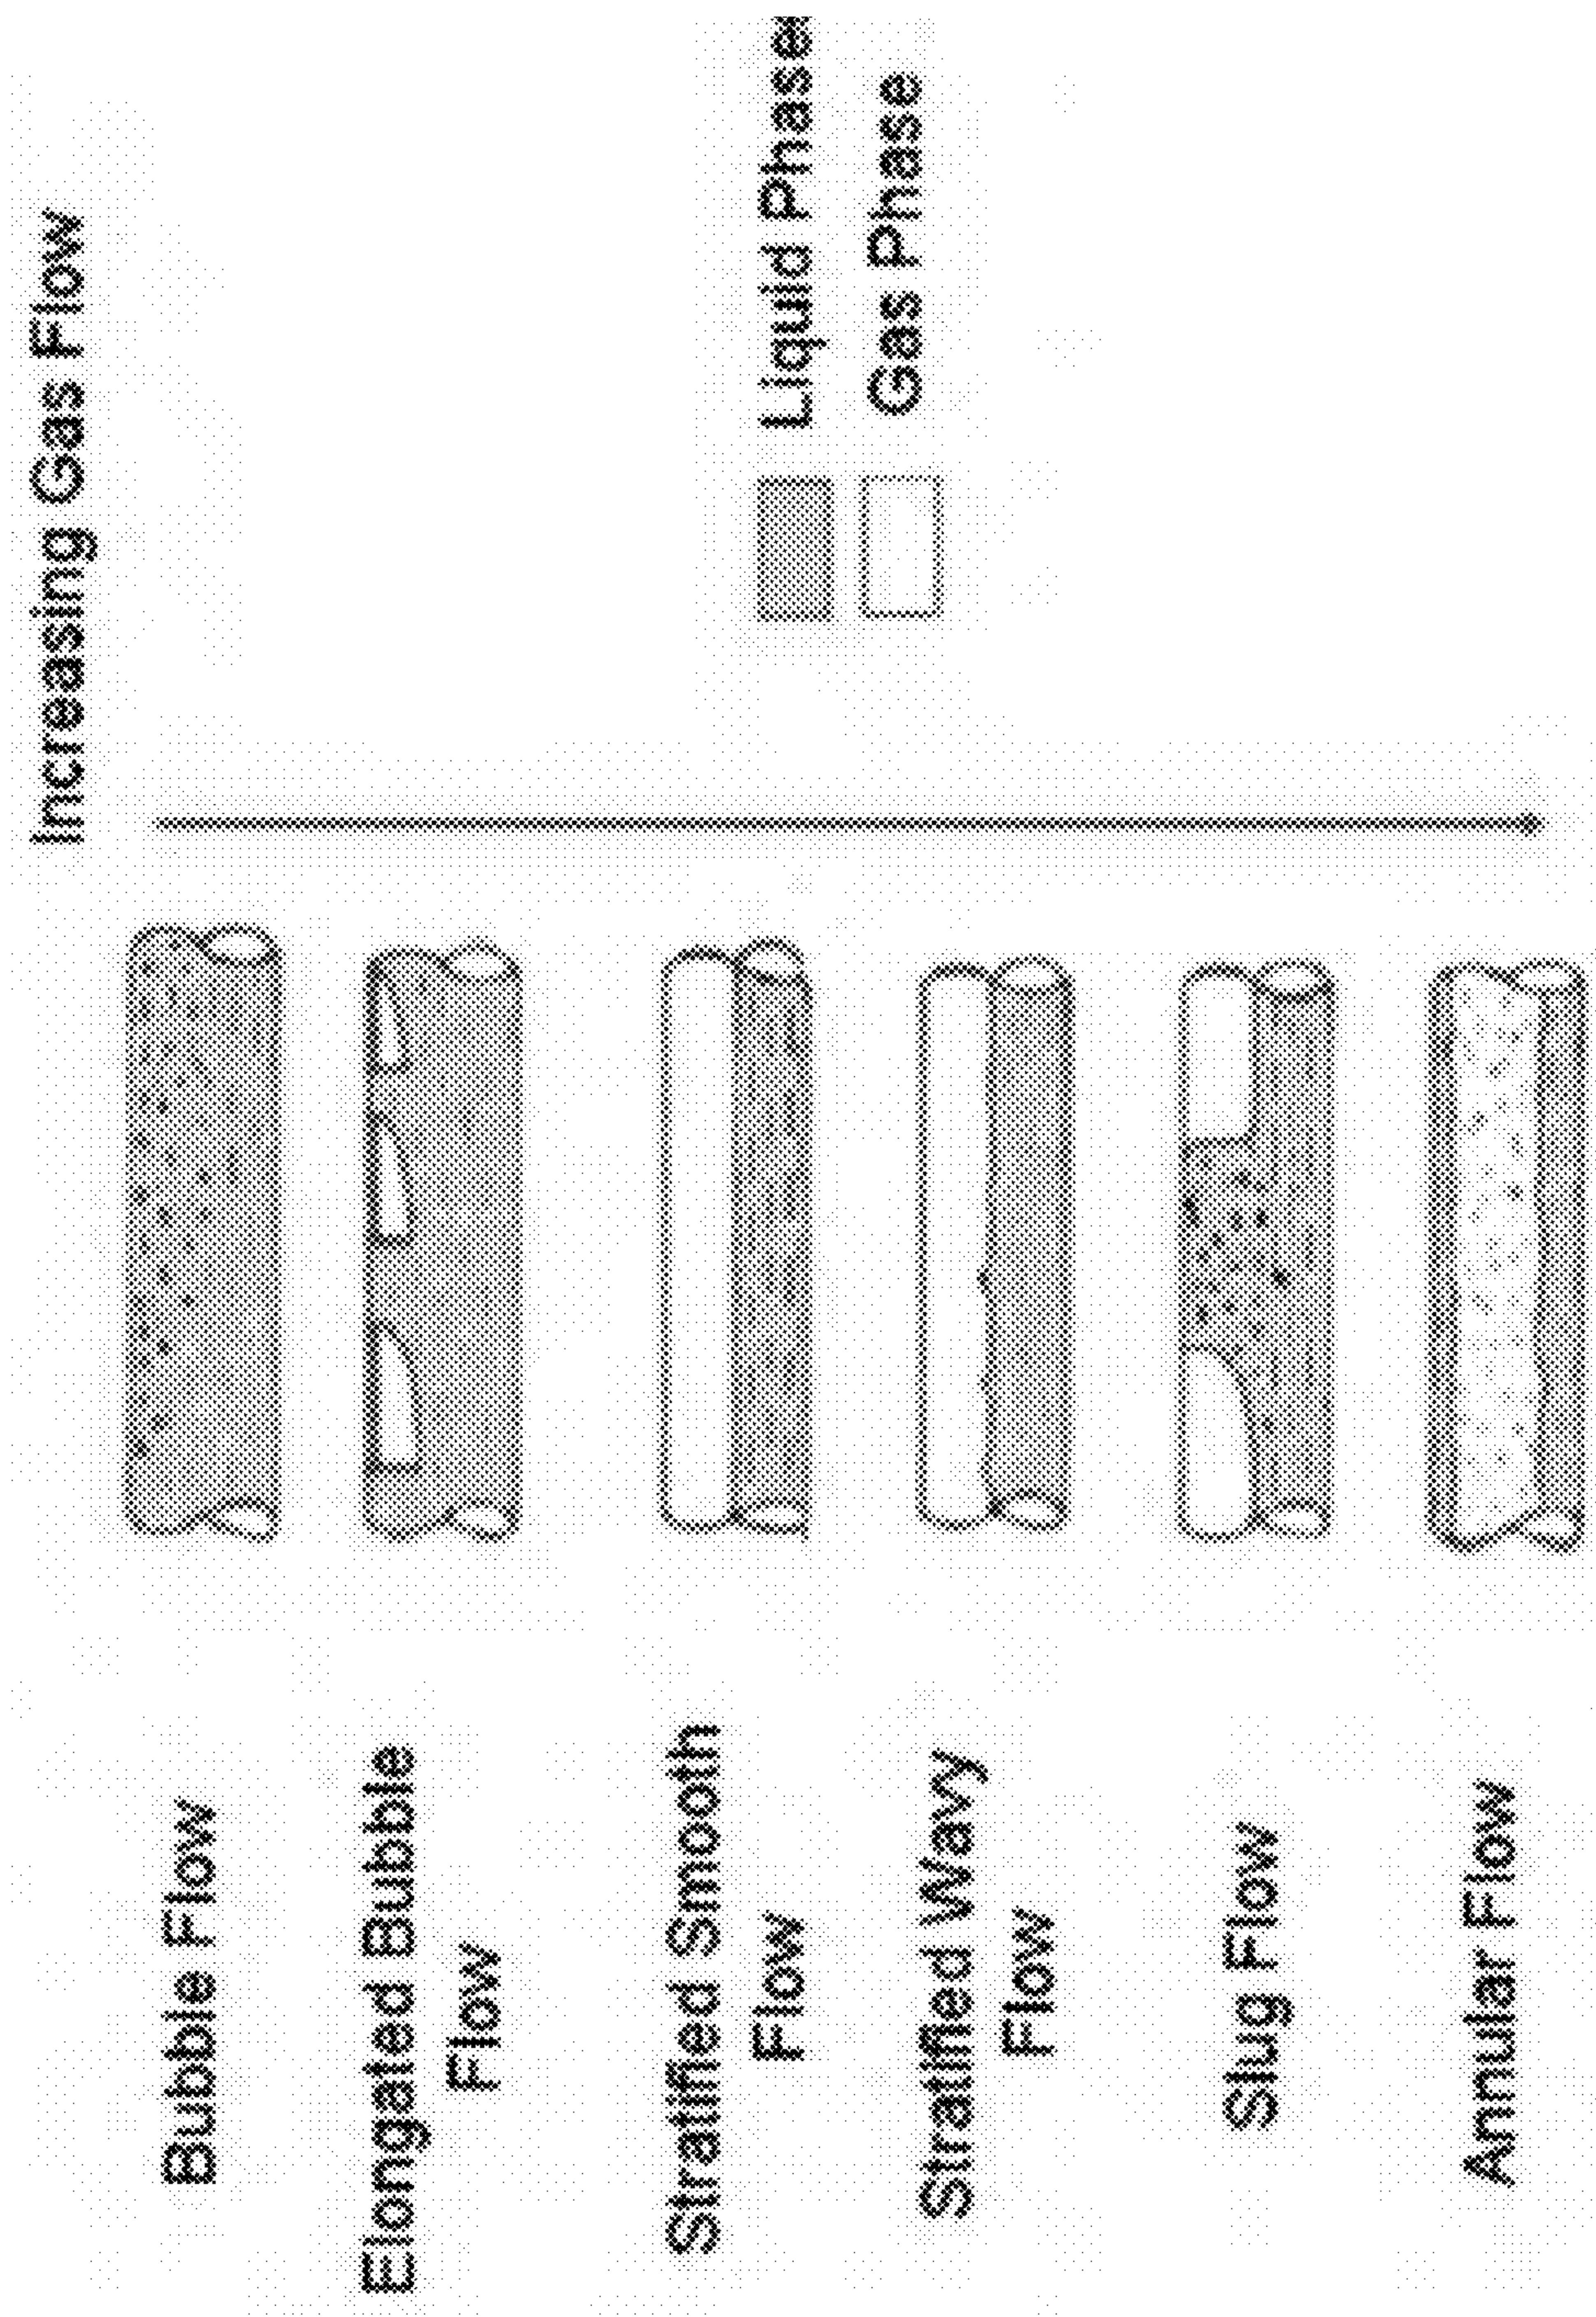 Increasing Gas Flow
Bubble Flow
Elongated Bubble
Flow
Stratified Smooth
Flow
Stratified Wavy
Flow
Slug Flow
Annular Flow
Liquid Phase
Gas Phase